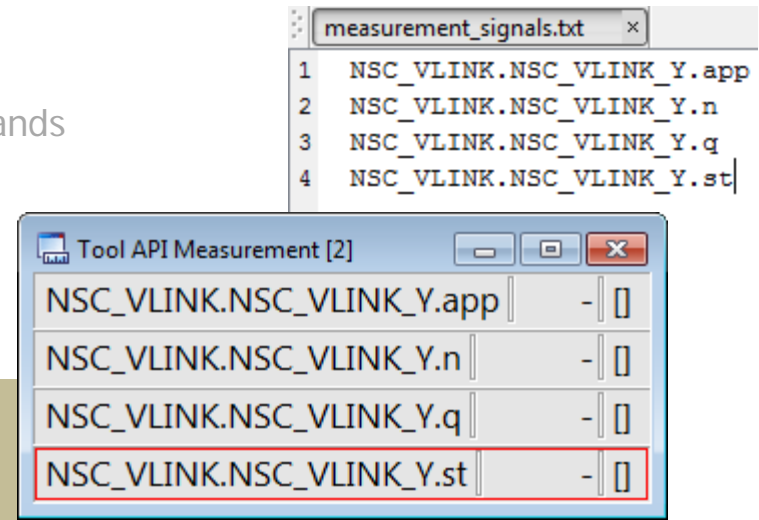 measurement_signals.txt ×
1 NSC_VLINK.NSC_VLINK_Y.app
2 NSC_VLINK.NSC_VLINK_Y.n
3 NSC_VLINK.NSC_VLINK_Y.q
4 NSC_VLINK.NSC_VLINK_Y.st
ands
Tool API Measurement [2]
NSC_VLINK.NSC_VLINK_Y.app - []
NSC_VLINK.NSC_VLINK_Y.n - []
NSC_VLINK.NSC_VLINK_Y.q - []
NSC_VLINK.NSC_VLINK_Y.st - []